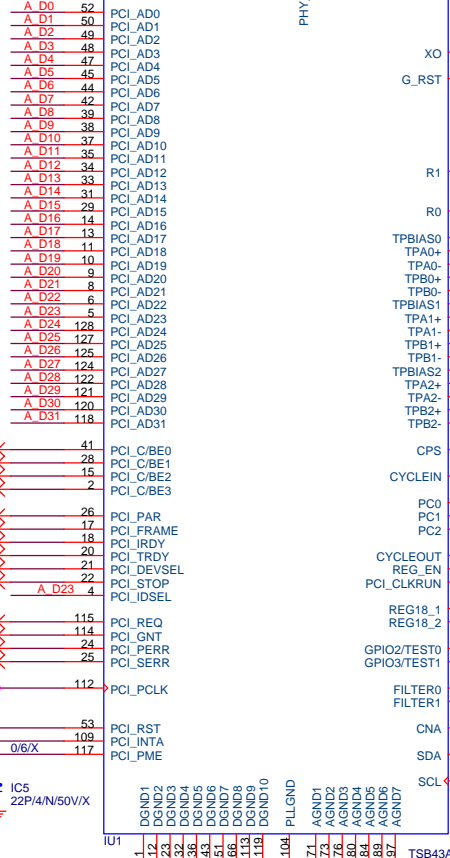 PHY_
A_D0 52 PCI_AD0
A_D1 50 PCI_AD1
A_D2 49 PCI_AD2
A_D3 48 PCI_AD3 XO
A_D4 47 PCI_AD4
A_D5 45 PCI_AD5 G_RST
A_D6 44 PCI_AD6
A_D7 42 PCI_AD7
A_D8 39 PCI_AD8
A_D9 38 PCI_AD9
A_D10 37 PCI_AD10
A_D11 35 PCI_AD11
A_D12 34 PCI_AD12 R1
A_D13 33 PCI_AD13
A_D14 31 PCI_AD14
A_D15 29 PCI_AD15 R0
A_D16 14 PCI_AD16
A_D17 13 PCI_AD17 TPBIAS0
A_D18 11 PCI_AD18 TPA0+
A_D19 10 PCI_AD19 TPA0-
A_D20 9 PCI_AD20 TPB0+
A_D21 8 PCI_AD21 TPB0-
A_D22 6 PCI_AD22 TPBIAS1
A_D23 5 PCI_AD23 TPA1+
A_D24 128 PCI_AD24 TPA1-
A_D25 127 PCI_AD25 TPB1+
A_D26 125 PCI_AD26 TPB1-
A_D27 124 PCI_AD27 TPBIAS2
A_D28 122 PCI_AD28 TPA2+
A_D29 121 PCI_AD29 TPA2-
A_D30 120 PCI_AD30 TPB2+
A_D31 118 PCI_AD31 TPB2-
41 PCI_C/BE0 CPS
28 PCI_C/BE1
15 PCI_C/BE2 CYCLEIN
2 PCI_C/BE3
PC0
26 PCI_PAR PC1
17 PCI_FRAME PC2
18 PCI_IRDY
20 PCI_TRDY CYCLEOUT
21 PCI_DEVSEL REG_EN
22 PCI_STOP PCI_CLKRUN
A_D23 4 PCI_IDSEL
REG18_1
115 PCI_REQ REG18_2
114 PCI_GNT
24 PCI_PERR GPIO2/TEST0
25 PCI_SERR GPIO3/TEST1
112 PCI_PCLK FILTER0
FILTER1
53 PCI_RST CNA
109 PCI_INTA
0/6/X 117 PCI_PME SDA
SCL
IC5
22P/4/N/50V/X
DGND1 DGND2 DGND3 DGND4 DGND5 DGND6 DGND7 DGND8 DGND9 DGND10 PLLGND AGND1 AGND2 AGND3 AGND4 AGND5 AGND6 AGND7
IU1
1 12 23 32 36 43 51 66 113 119 104 71 73 76 80 84 89 97
TSB43A